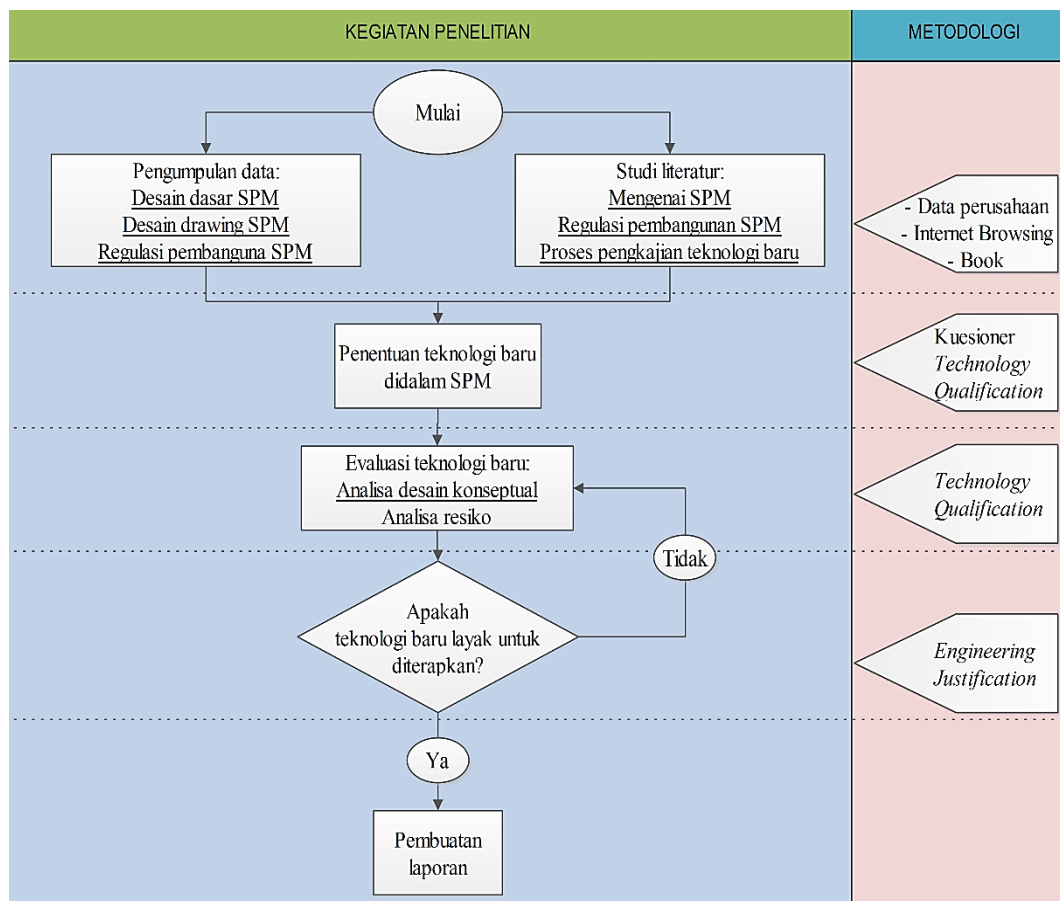 KEGIATAN PENELITIAN
METODOLOGI
Mulai
Pengumpulan data:
Desain dasar SPM
Desain drawing SPM
Regulasi pembanguna SPM
Studi literatur:
Mengenai SPM
Regulasi pembangunan SPM
Proses pengkajian teknologi baru
- Data perusahaan
- Internet Browsing
- Book
Penentuan teknologi baru
didalam SPM
Kuesioner
Technology
Qualification
Evaluasi teknologi baru:
Analisa desain konseptual
Analisa resiko
Technology
Qualification
Tidak
Apakah
teknologi baru layak untuk
diterapkan?
Engineering
Justification
Ya
Pembuatan
laporan